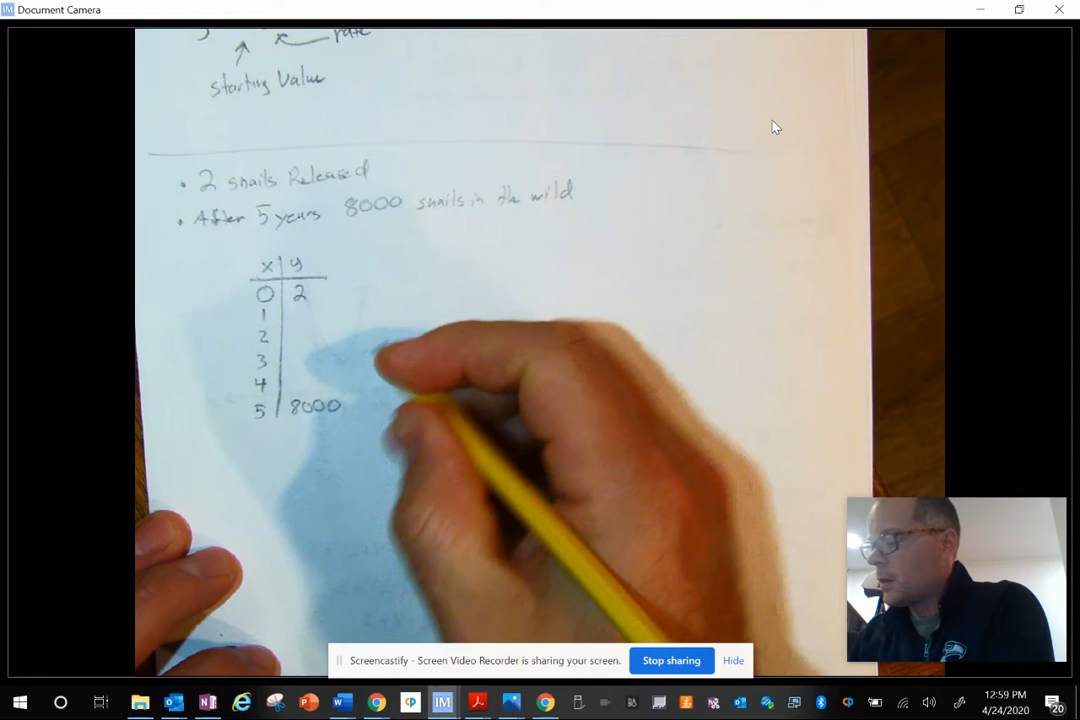 Document Camera
rate
starting Value
• 2 snails Released
• After 5 years 8000 snails in the wild
x y
0 2
1
2
3
4
5 8000
Screencastify - Screen Video Recorder is sharing your screen.
Stop sharing
Hide
12:59 PM
4/24/2020
20